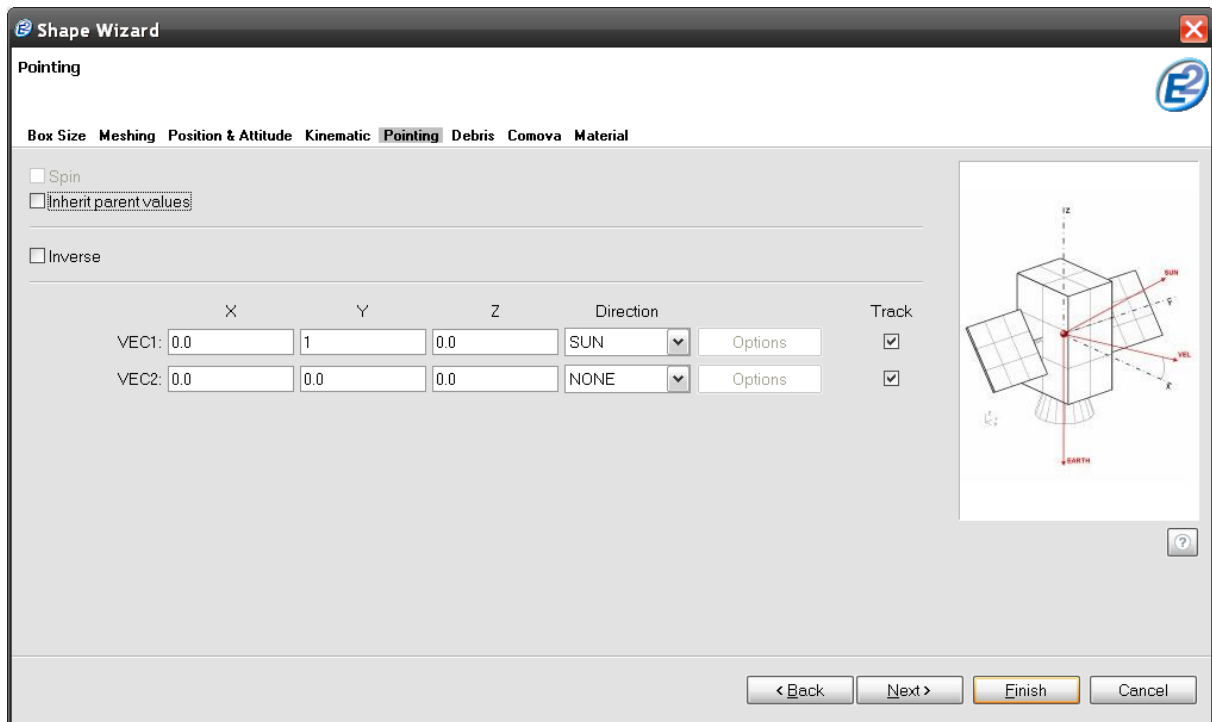 Shape Wizard
Pointing
E2
Box Size Meshing Position & Attitude Kinematic Pointing Debris Comova Material
Spin
Inherit parent values
Inverse
X Y Z Direction Track
VEC1: 0.0 1 0.0 SUN Options
VEC2: 0.0 0.0 0.0 NONE Options
Z
SUN
Y
VEL
X
EARTH
?
< Back Next > Finish Cancel